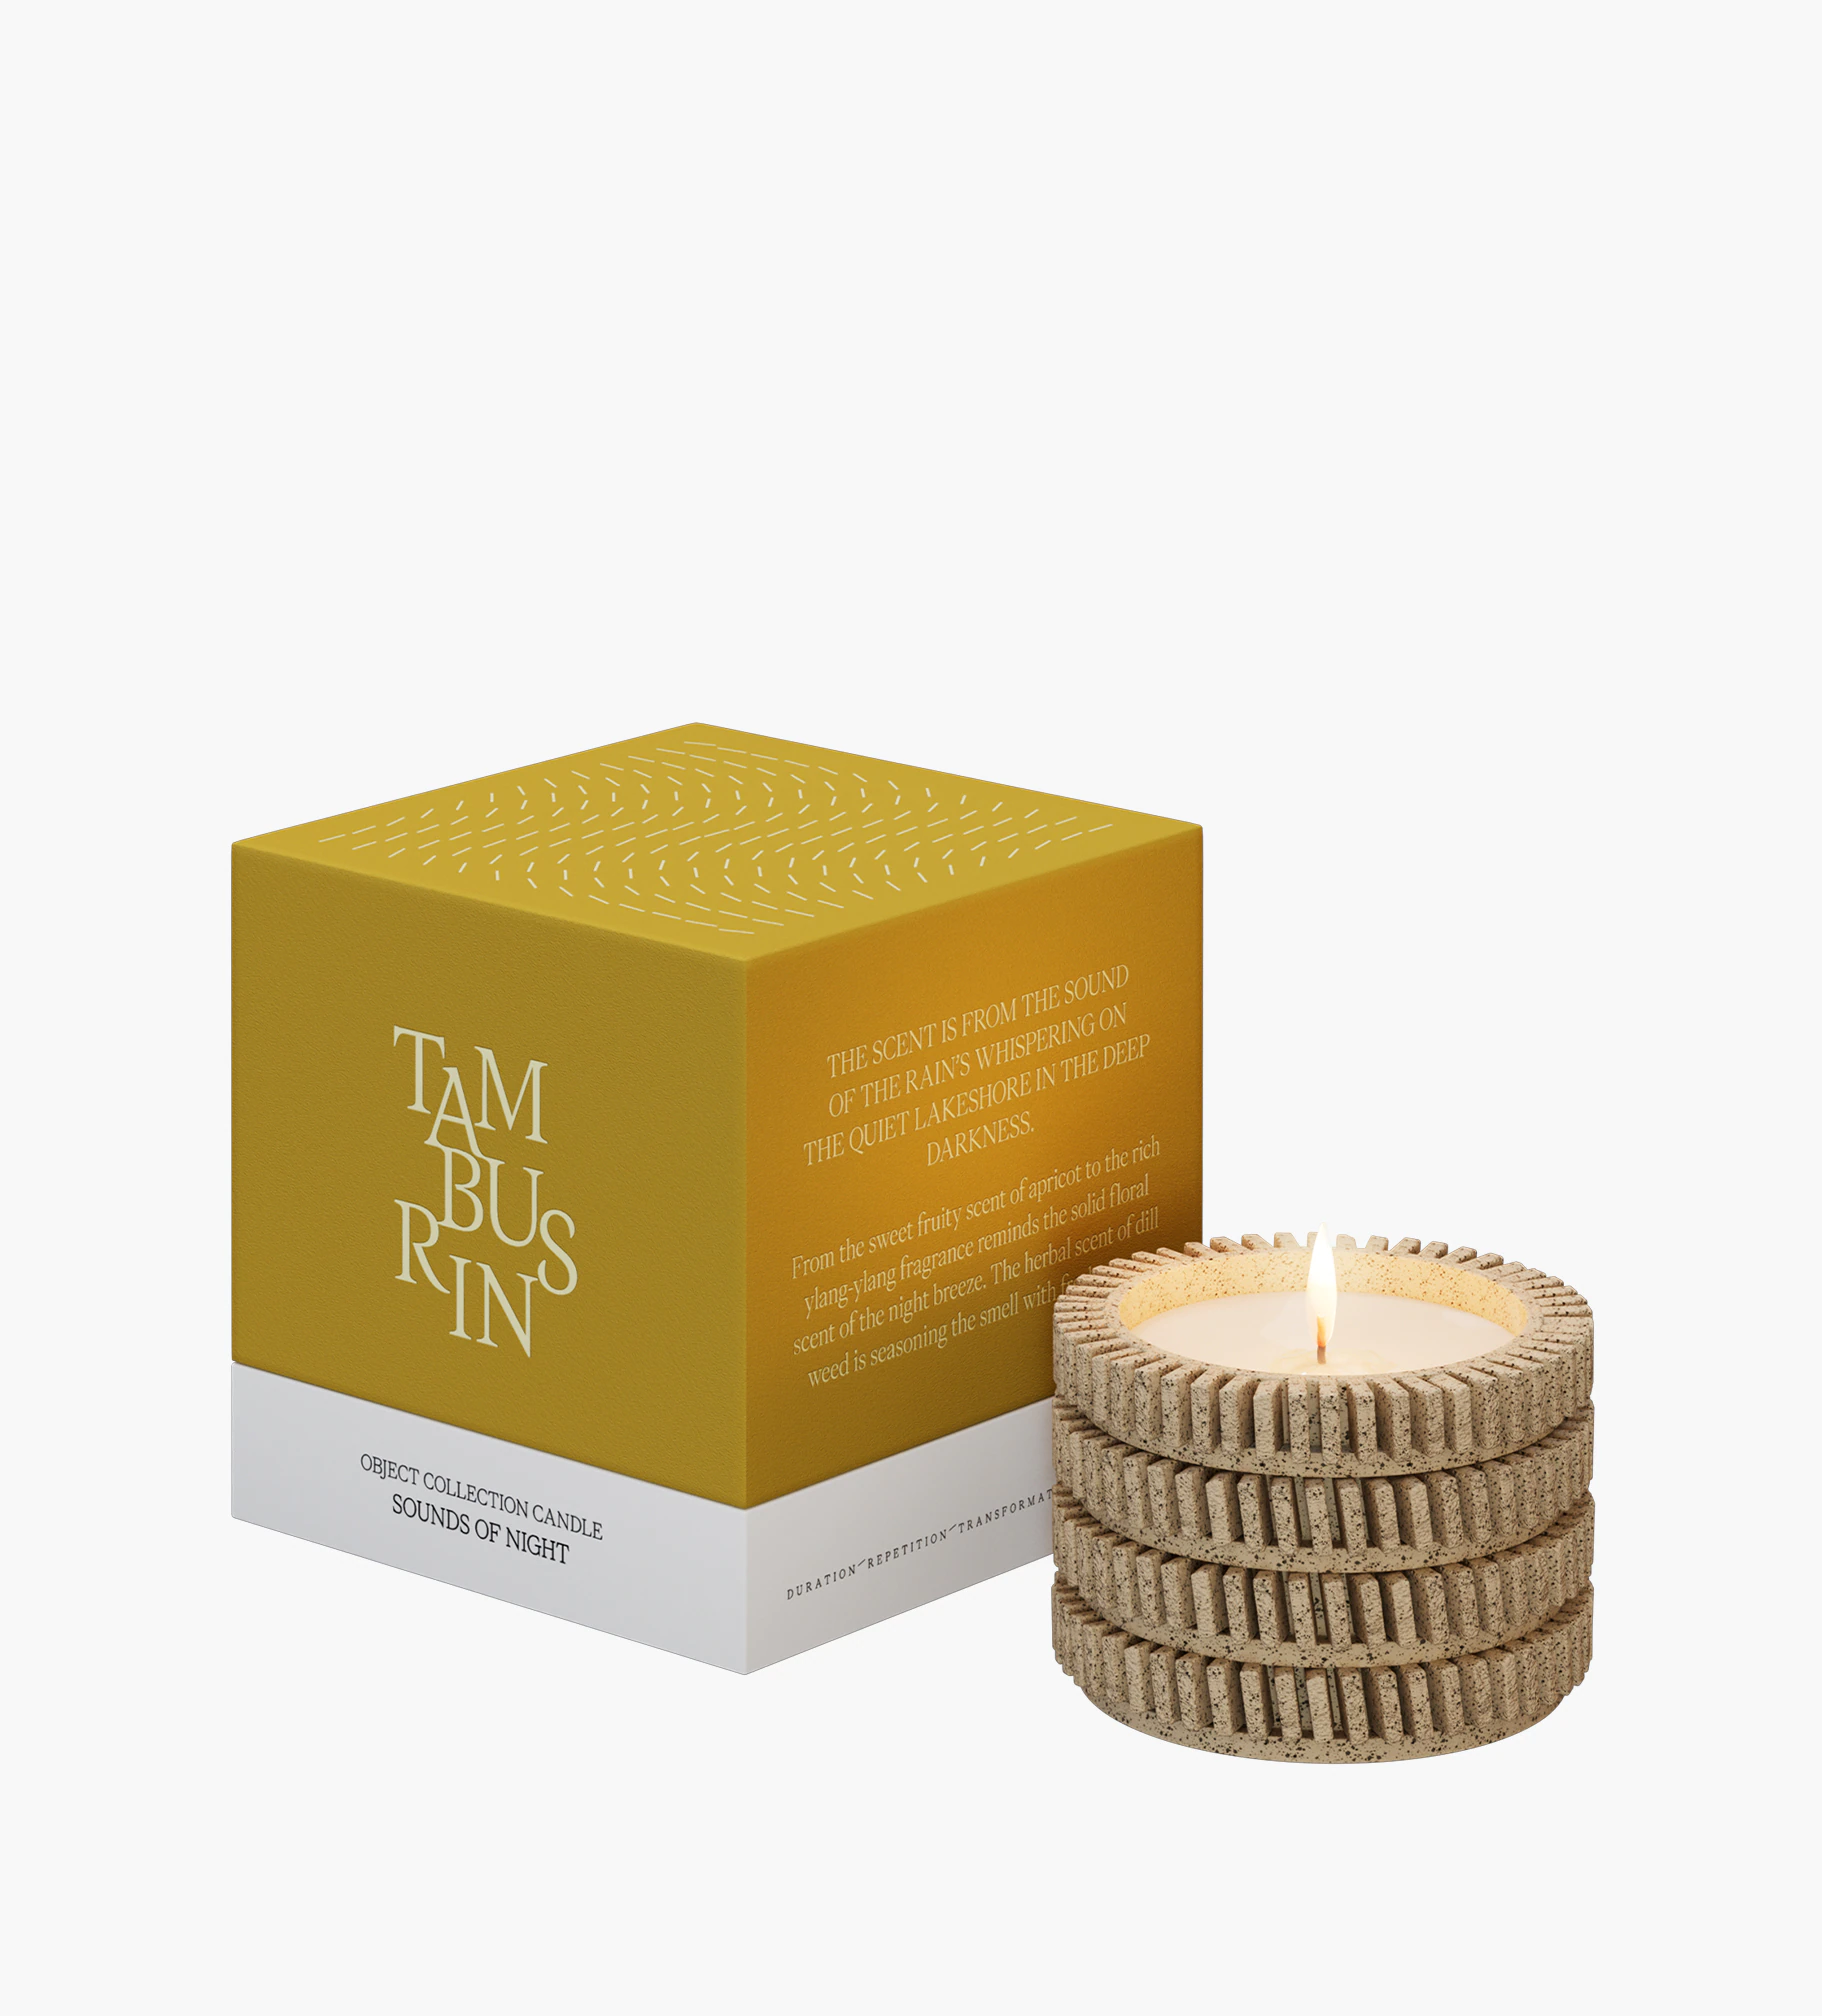 TAM
BUS
RIN
OBJECT COLLECTION CANDLE
SOUNDS OF NIGHT
THE SCENT IS FROM THE SOUND
OF THE RAIN'S WHISPERING ON
THE QUIET LAKESHORE IN THE DEEP
DARKNESS.
From the sweet fruity scent of apricot to the rich
ylang-ylang fragrance reminds the solid floral
scent of the night breeze. The herbal scent of dill
weed is seasoning the smell with
DURATION REPETITION